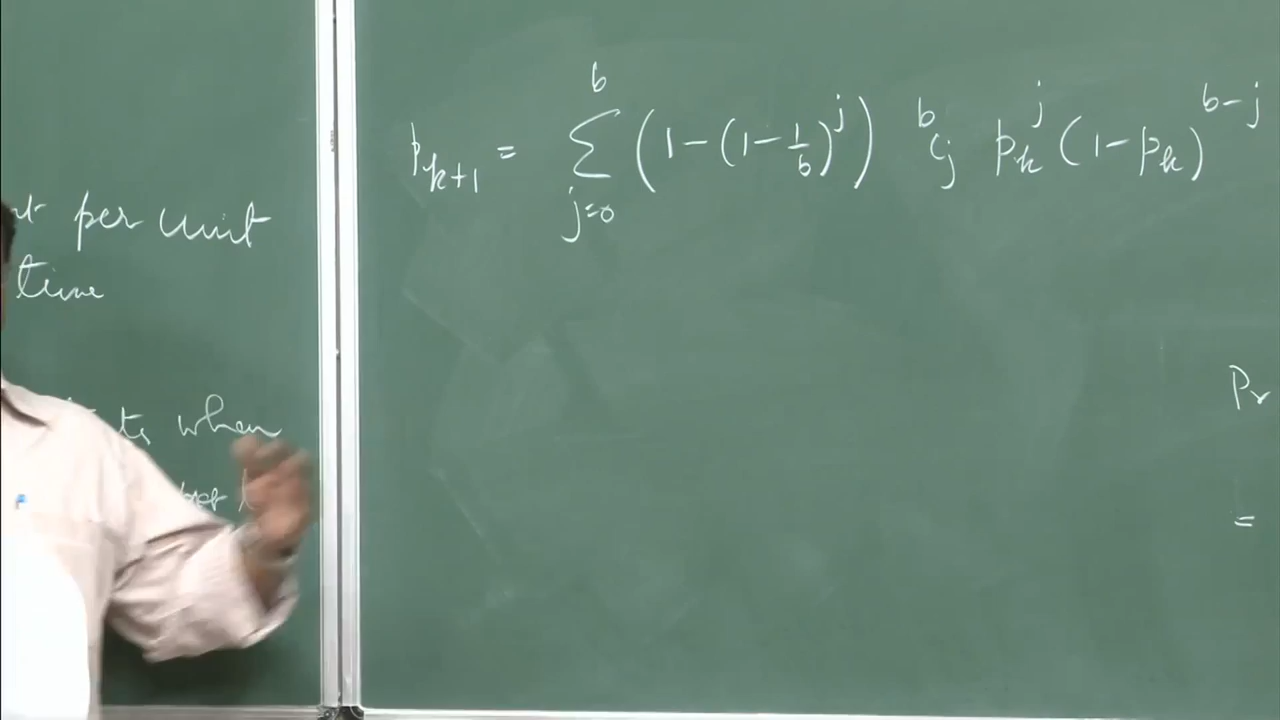 per unit
time
when
p_{k+1} = \sum_{j=0}^{b} (1-(1-\frac{1}{b})^j) ^bC_j p_k^j (1-p_k)^{b-j}
Pr
=